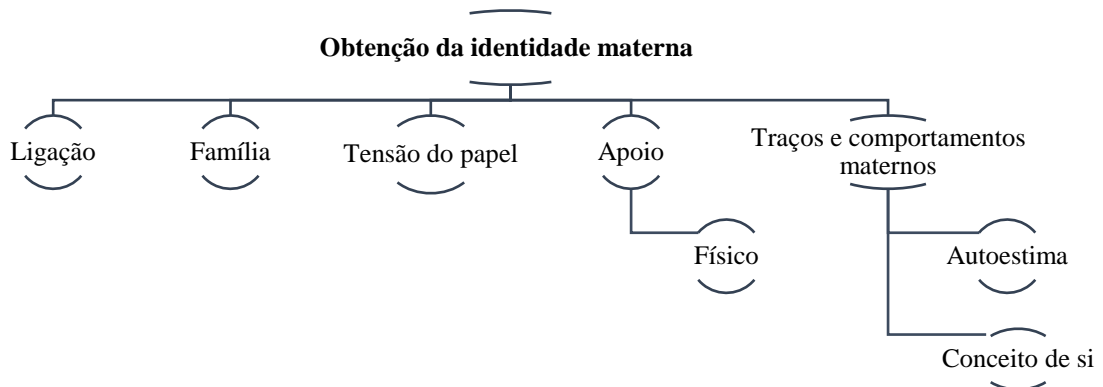 Obtenção da identidade materna
Ligação
Família
Tensão do papel
Apoio
Traços e comportamentos
maternos
Físico
Autoestima
Conceito de si